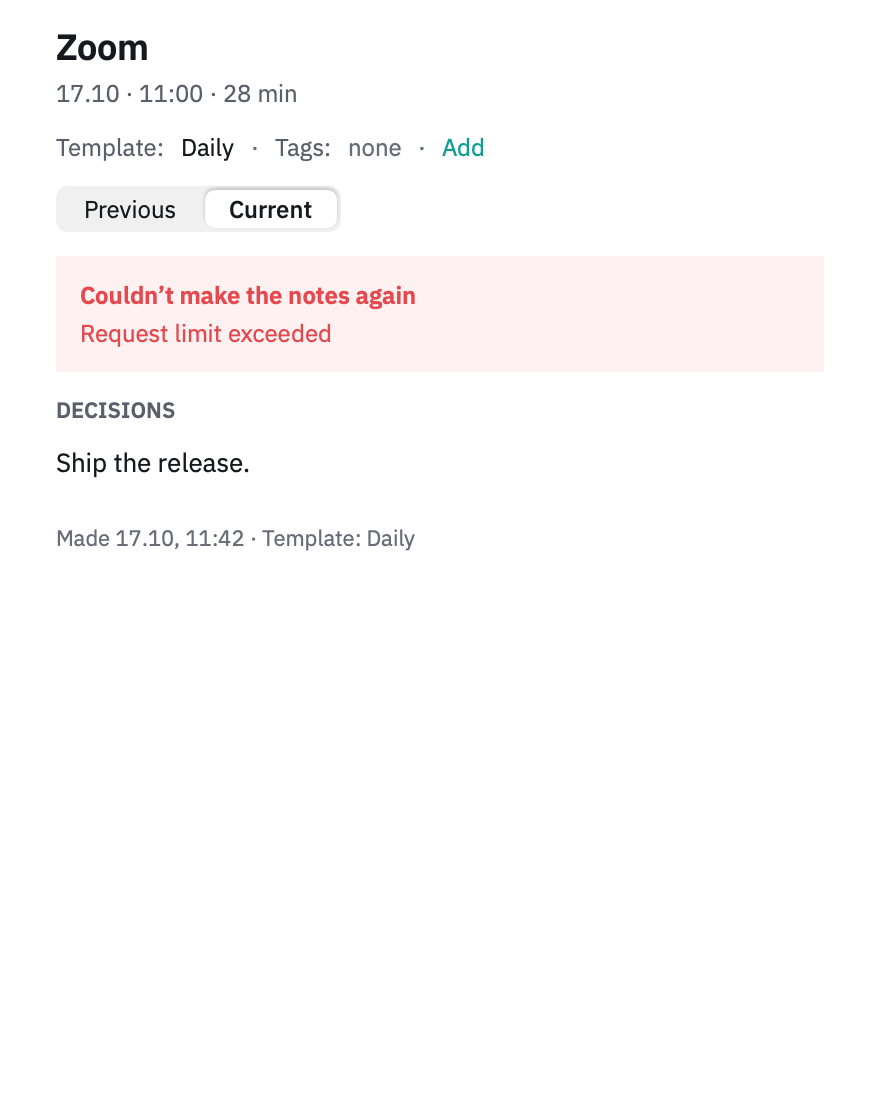 Zoom
17.10 · 11:00 · 28 min
Template: Daily · Tags: none · Add
Previous Current
Couldn’t make the notes again
Request limit exceeded
DECISIONS
Ship the release.
Made 17.10, 11:42 · Template: Daily